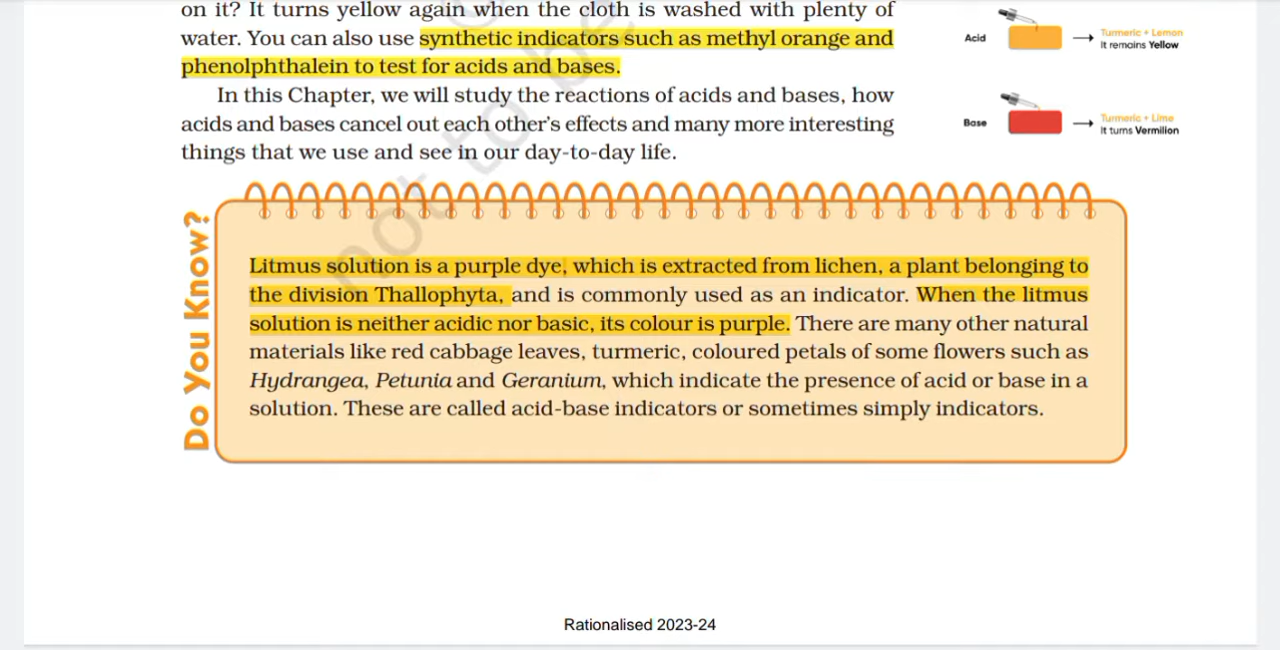 on it? It turns yellow again when the cloth is washed with plenty of
water. You can also use synthetic indicators such as methyl orange and
phenolphthalein to test for acids and bases.
In this Chapter, we will study the reactions of acids and bases, how
acids and bases cancel out each other's effects and many more interesting
things that we use and see in our day-to-day life.
Acid
Turmeric + Lemon
It remains Yellow
Base
Turmeric + Lime
It turns Vermilion
not to be
Do You Know?
Litmus solution is a purple dye, which is extracted from lichen, a plant belonging to
the division Thallophyta, and is commonly used as an indicator. When the litmus
solution is neither acidic nor basic, its colour is purple. There are many other natural
materials like red cabbage leaves, turmeric, coloured petals of some flowers such as
Hydrangea, Petunia and Geranium, which indicate the presence of acid or base in a
solution. These are called acid-base indicators or sometimes simply indicators.
Rationalised 2023-24